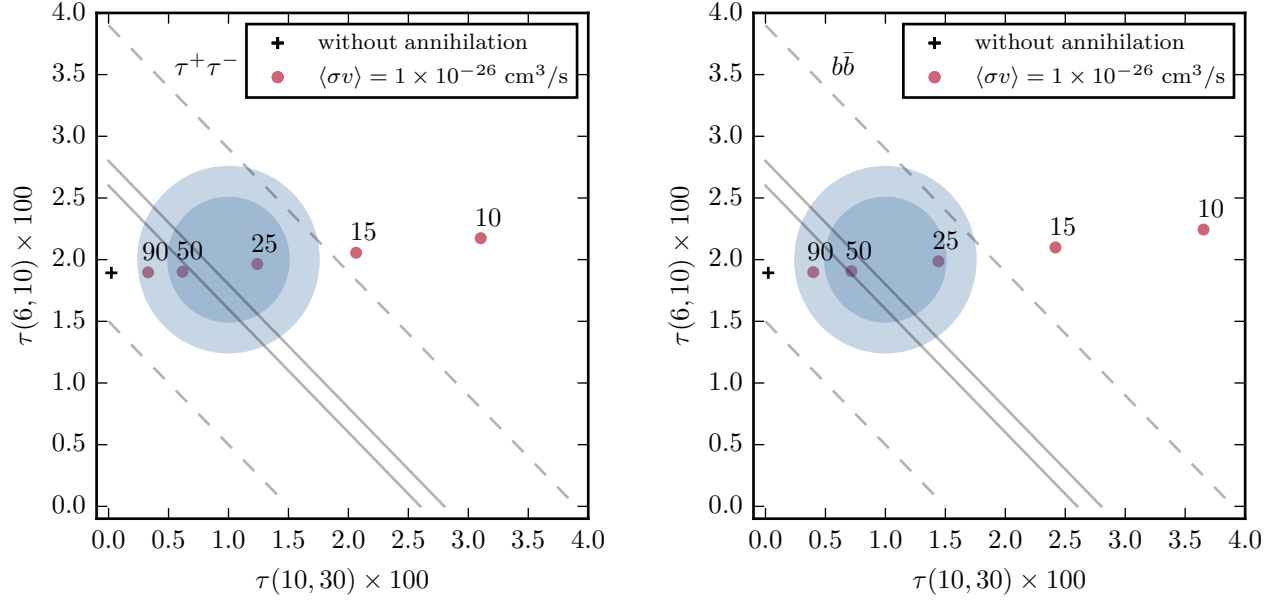 4.0
3.5
3.0
2.5
2.0
1.5
1.0
0.5
0.0
τ(6, 10) × 100
τ⁺τ⁻
without annihilation
⟨σv⟩ = 1 × 10⁻²⁶ cm³/s
90
50
25
15
10
0.0 0.5 1.0 1.5 2.0 2.5 3.0 3.5 4.0
τ(10, 30) × 100
4.0
3.5
3.0
2.5
2.0
1.5
1.0
0.5
0.0
τ(6, 10) × 100
bb̄
without annihilation
⟨σv⟩ = 1 × 10⁻²⁶ cm³/s
90
50
25
15
10
0.0 0.5 1.0 1.5 2.0 2.5 3.0 3.5 4.0
τ(10, 30) × 100